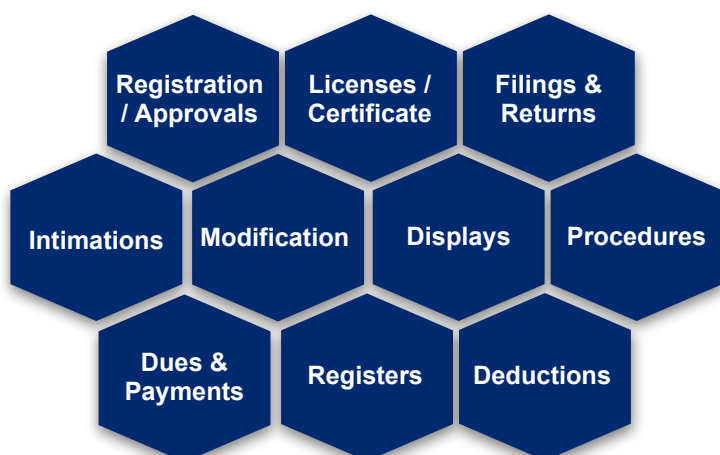 Registration
/ Approvals
Licenses /
Certificate
Filings &
Returns
Intimations
Modification
Displays
Procedures
Dues &
Payments
Registers
Deductions